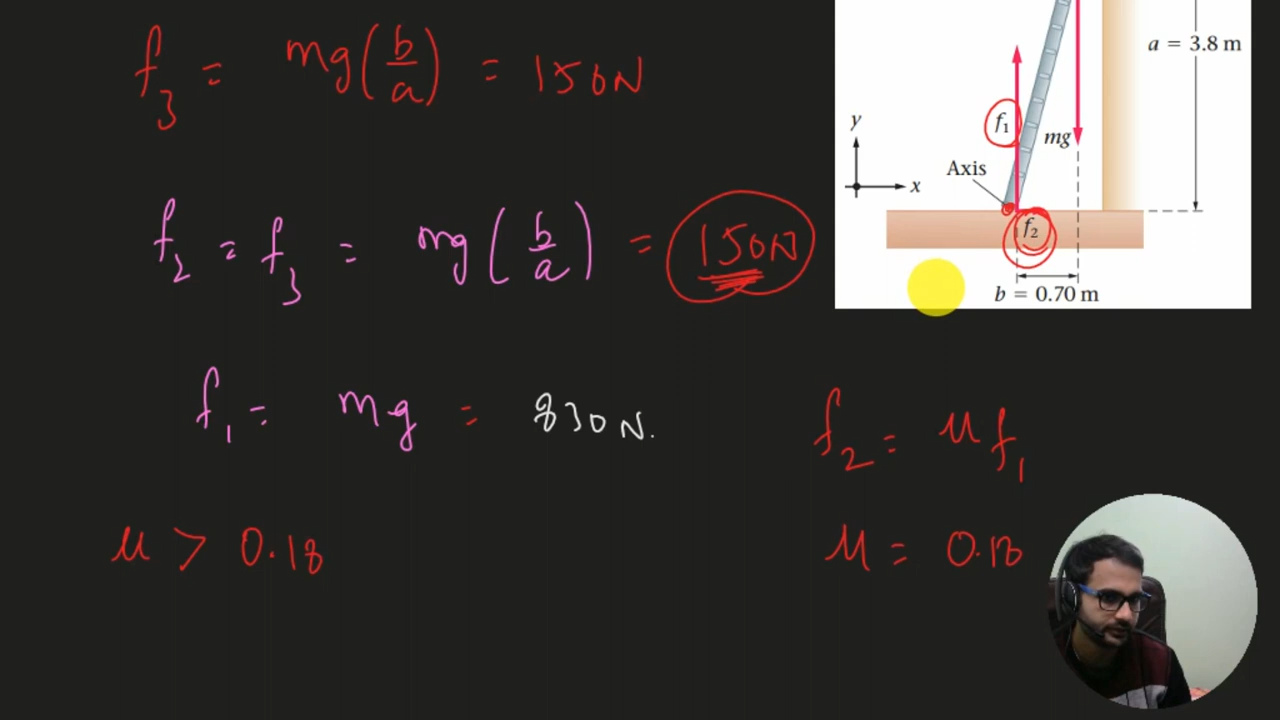 f₃ = mg(b/a) = 150N
f₂ = f₃ = mg(b/a) = 150N
f₁ = mg = 830N.
μ > 0.18
a = 3.8 m
f₁
mg
y
x
Axis
f₂
b = 0.70 m
f₂ = μf₁
μ = 0.18